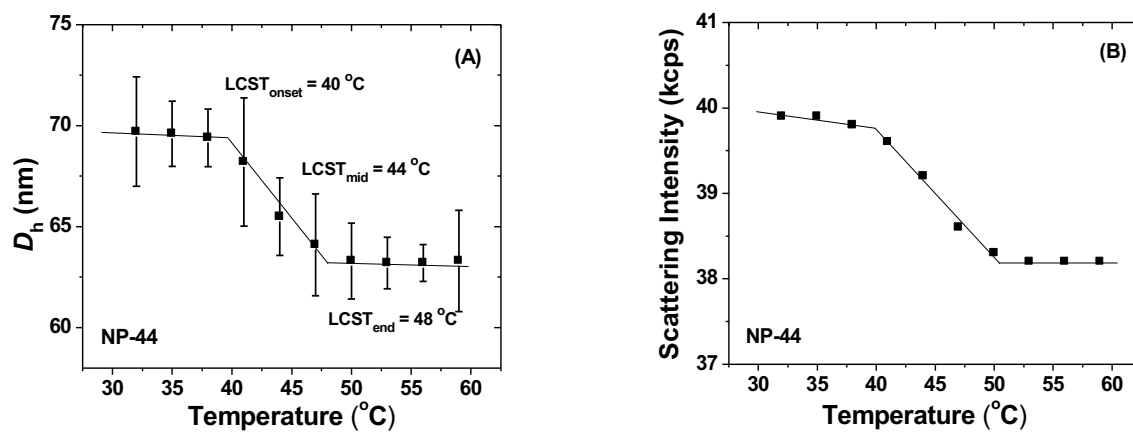 75
70
65
60
D_h (nm)
(A)
LCST_onset = 40 °C
LCST_mid = 44 °C
LCST_end = 48 °C
NP-44
30 35 40 45 50 55 60
Temperature (°C)
41
40
39
38
37
Scattering Intensity (kcps)
(B)
NP-44
30 35 40 45 50 55 60
Temperature (°C)